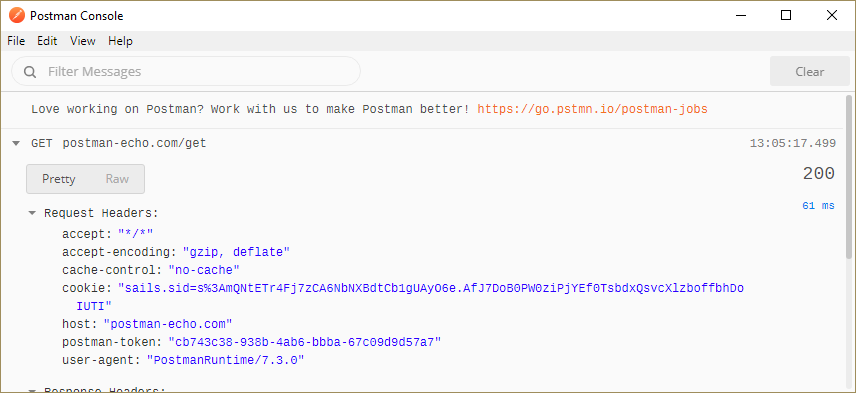 Postman Console
File Edit View Help
Filter Messages
Clear
Love working on Postman? Work with us to make Postman better! https://go.pstmn.io/postman-jobs
GET postman-echo.com/get 13:05:17.499
Pretty Raw 200
61 ms
Request Headers:
accept: "*/*"
accept-encoding: "gzip, deflate"
cache-control: "no-cache"
cookie: "sails.sid=s%3AmQNtETr4Fj7zCA6NbNXBdtCb1gUAyO6e.AfJ7DoB0PW0ziPjYEf0TsbdxQsvcXlzboffbhDo
IUTI"
host: "postman-echo.com"
postman-token: "cb743c38-938b-4ab6-bbba-67c09d9d57a7"
user-agent: "PostmanRuntime/7.3.0"
Response Headers: